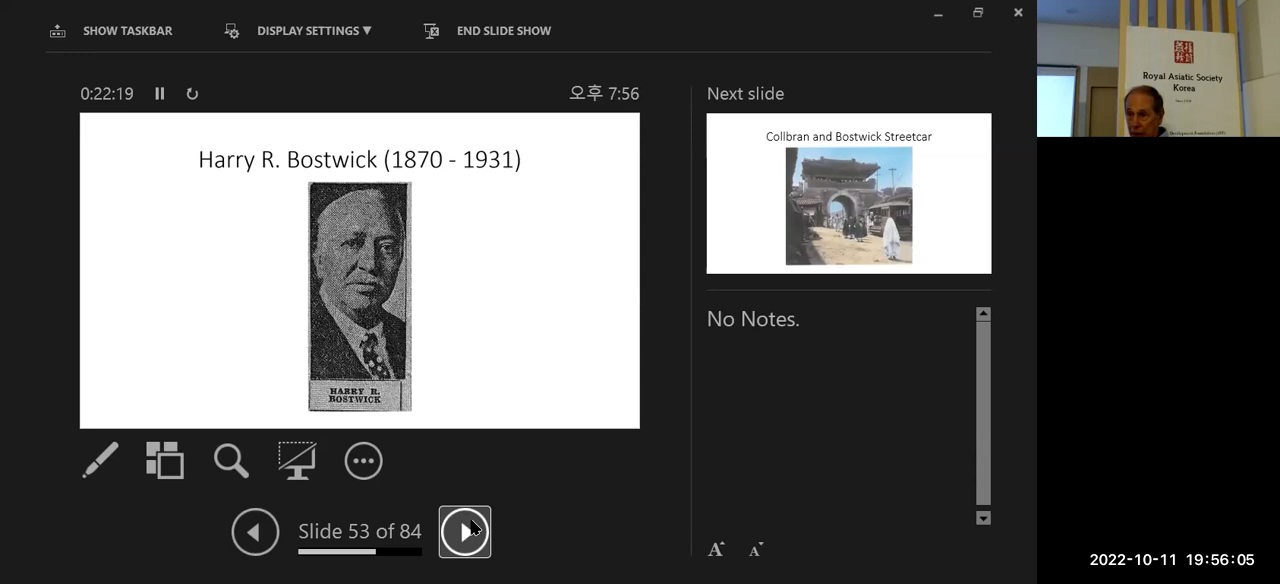 SHOW TASKBAR
DISPLAY SETTINGS ▼
END SLIDE SHOW
0:22:19
오후 7:56
Harry R. Bostwick (1870 - 1931)
HARRY R.
BOSTWICK
Slide 53 of 84
Next slide
Collbran and Bostwick Streetcar
No Notes.
A A
Royal Asiatic Society
Korea
2022-10-11 19:56:05